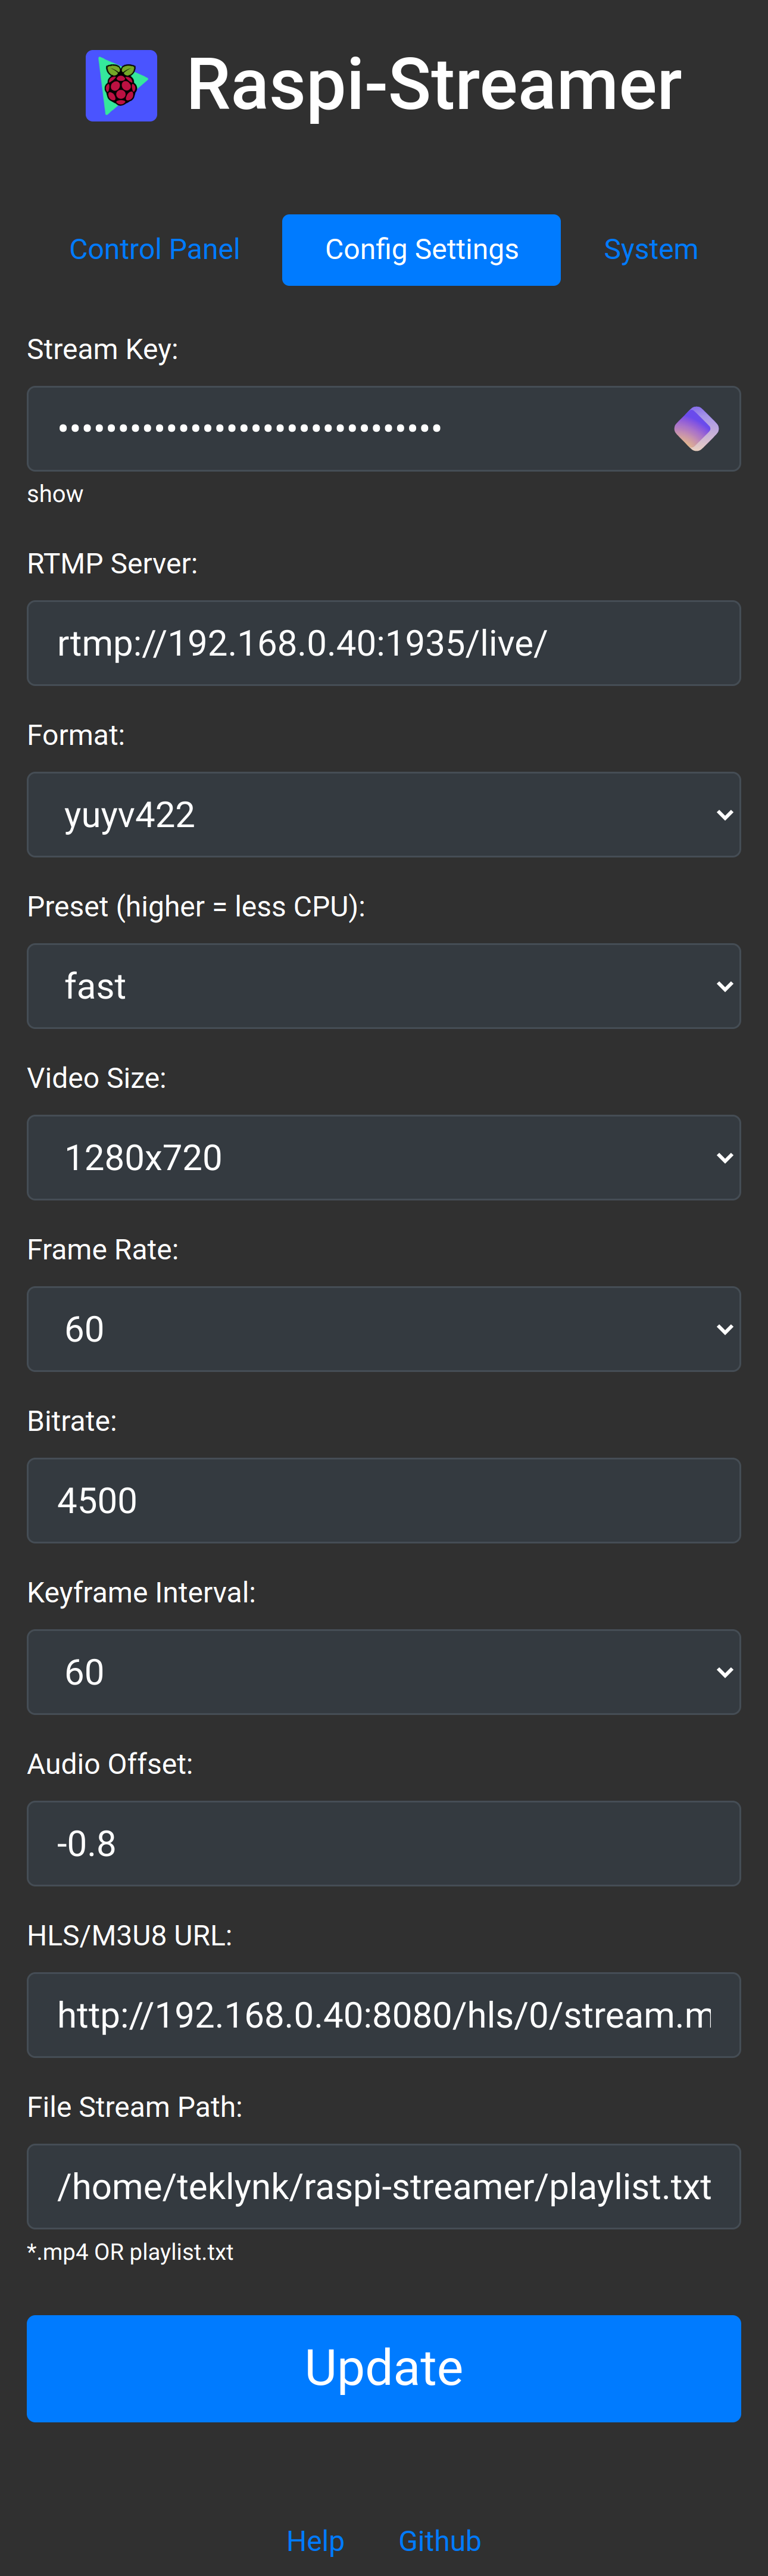 Raspi-Streamer
Control Panel Config Settings System
Stream Key:
••••••••••••••••••••••••••••••••
show
RTMP Server:
rtmp://192.168.0.40:1935/live/
Format:
yuyv422
Preset (higher = less CPU):
fast
Video Size:
1280x720
Frame Rate:
60
Bitrate:
4500
Keyframe Interval:
60
Audio Offset:
-0.8
HLS/M3U8 URL:
http://192.168.0.40:8080/hls/0/stream.m
File Stream Path:
/home/teklynk/raspi-streamer/playlist.txt
*.mp4 OR playlist.txt
Update
Help Github